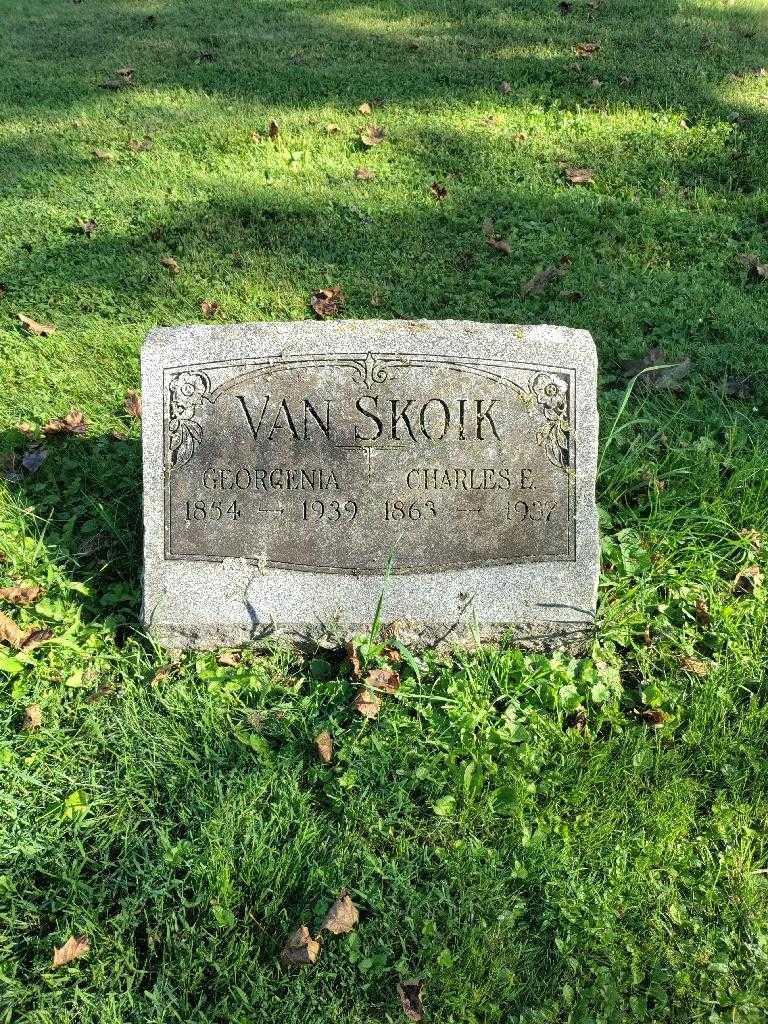 VAN SKOIK
GEORGENIA CHARLES E.
1854 — 1939 1863 — 1937